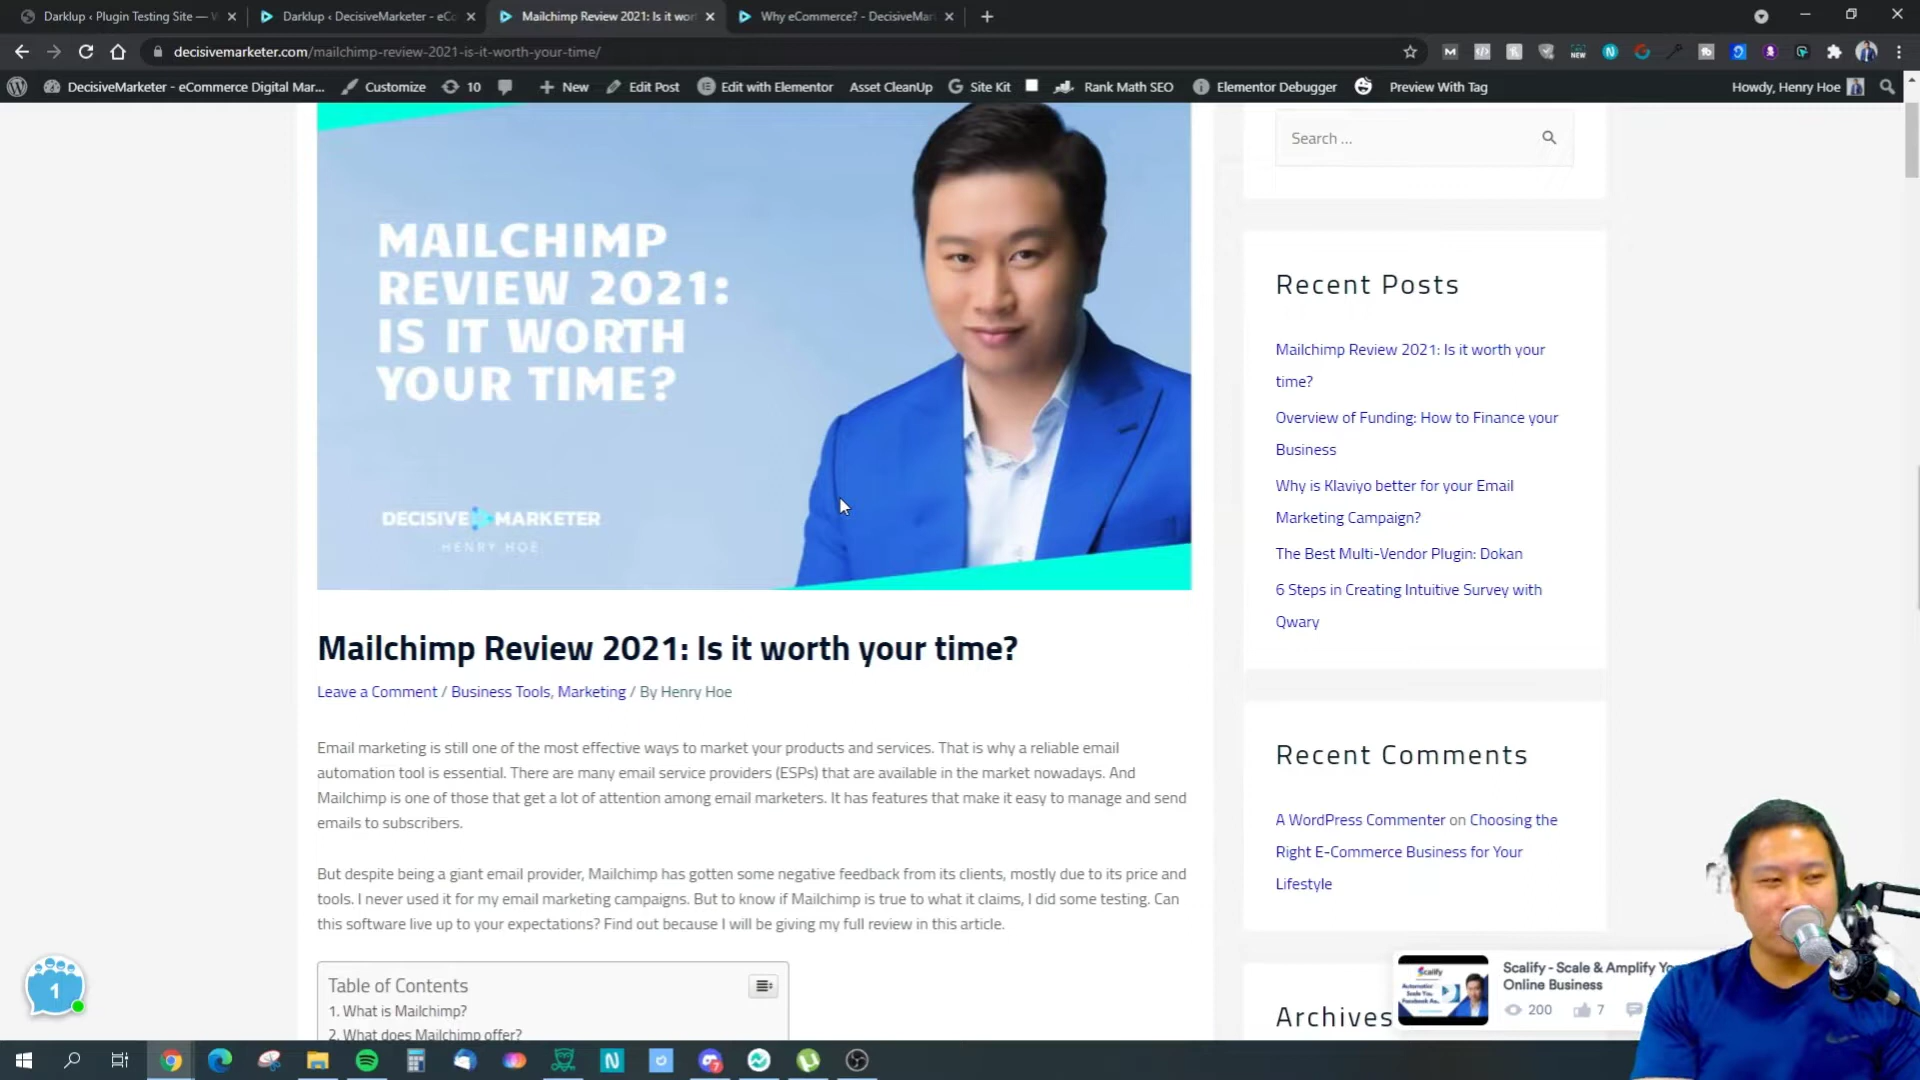 Darklup ‹ Plugin Testing Site —
Darklup ‹ DecisiveMarketer - eCo
Mailchimp Review 2021: Is it wor
Why eCommerce? - DecisiveMar
decisivemarketer.com/mailchimp-review-2021-is-it-worth-your-time/
DecisiveMarketer - eCommerce Digital Mar...
Customize
10
New
Edit Post
Edit with Elementor
Asset CleanUp
Site Kit
Rank Math SEO
Elementor Debugger
Preview With Tag
Howdy, Henry Hoe
MAILCHIMP
REVIEW 2021:
IS IT WORTH
YOUR TIME?
DECISIVE MARKETER
HENRY HOE
Mailchimp Review 2021: Is it worth your time?
Leave a Comment / Business Tools, Marketing / By Henry Hoe
Email marketing is still one of the most effective ways to market your products and services. That is why a reliable email
automation tool is essential. There are many email service providers (ESPs) that are available in the market nowadays. And
Mailchimp is one of those that get a lot of attention among email marketers. It has features that make it easy to manage and send
emails to subscribers.
But despite being a giant email provider, Mailchimp has gotten some negative feedback from its clients, mostly due to its price and
tools. I never used it for my email marketing campaigns. But to know if Mailchimp is true to what it claims, I did some testing. Can
this software live up to your expectations? Find out because I will be giving my full review in this article.
Table of Contents
1. What is Mailchimp?
2. What does Mailchimp offer?
1
Search ...
Recent Posts
Mailchimp Review 2021: Is it worth your
time?
Overview of Funding: How to Finance your
Business
Why is Klaviyo better for your Email
Marketing Campaign?
The Best Multi-Vendor Plugin: Dokan
6 Steps in Creating Intuitive Survey with
Qwary
Recent Comments
A WordPress Commenter on Choosing the
Right E-Commerce Business for Your
Lifestyle
Archives
Scalify - Scale & Amplify Yo
Online Business
200
7